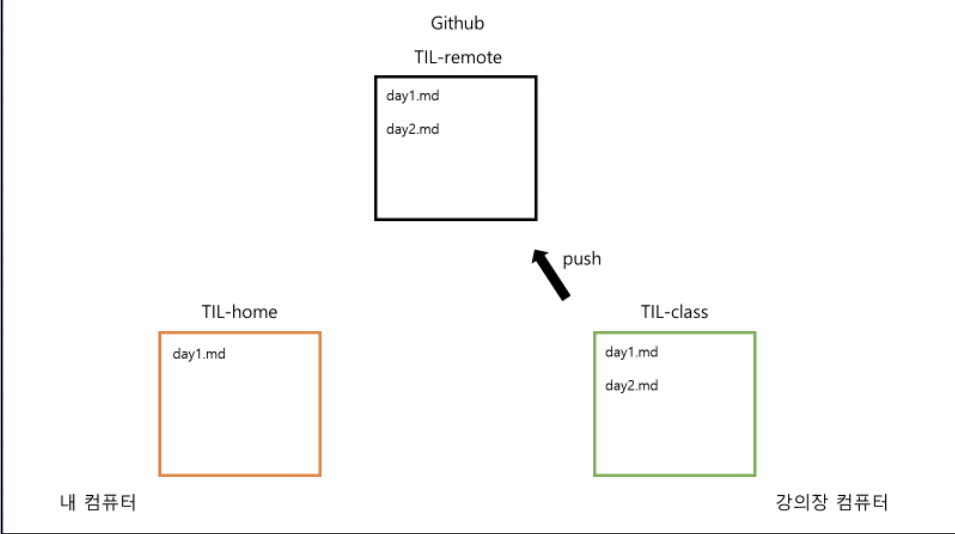 Github
TIL-remote
day1.md
day2.md
push
TIL-home
day1.md
TIL-class
day1.md
day2.md
내 컴퓨터
강의장 컴퓨터